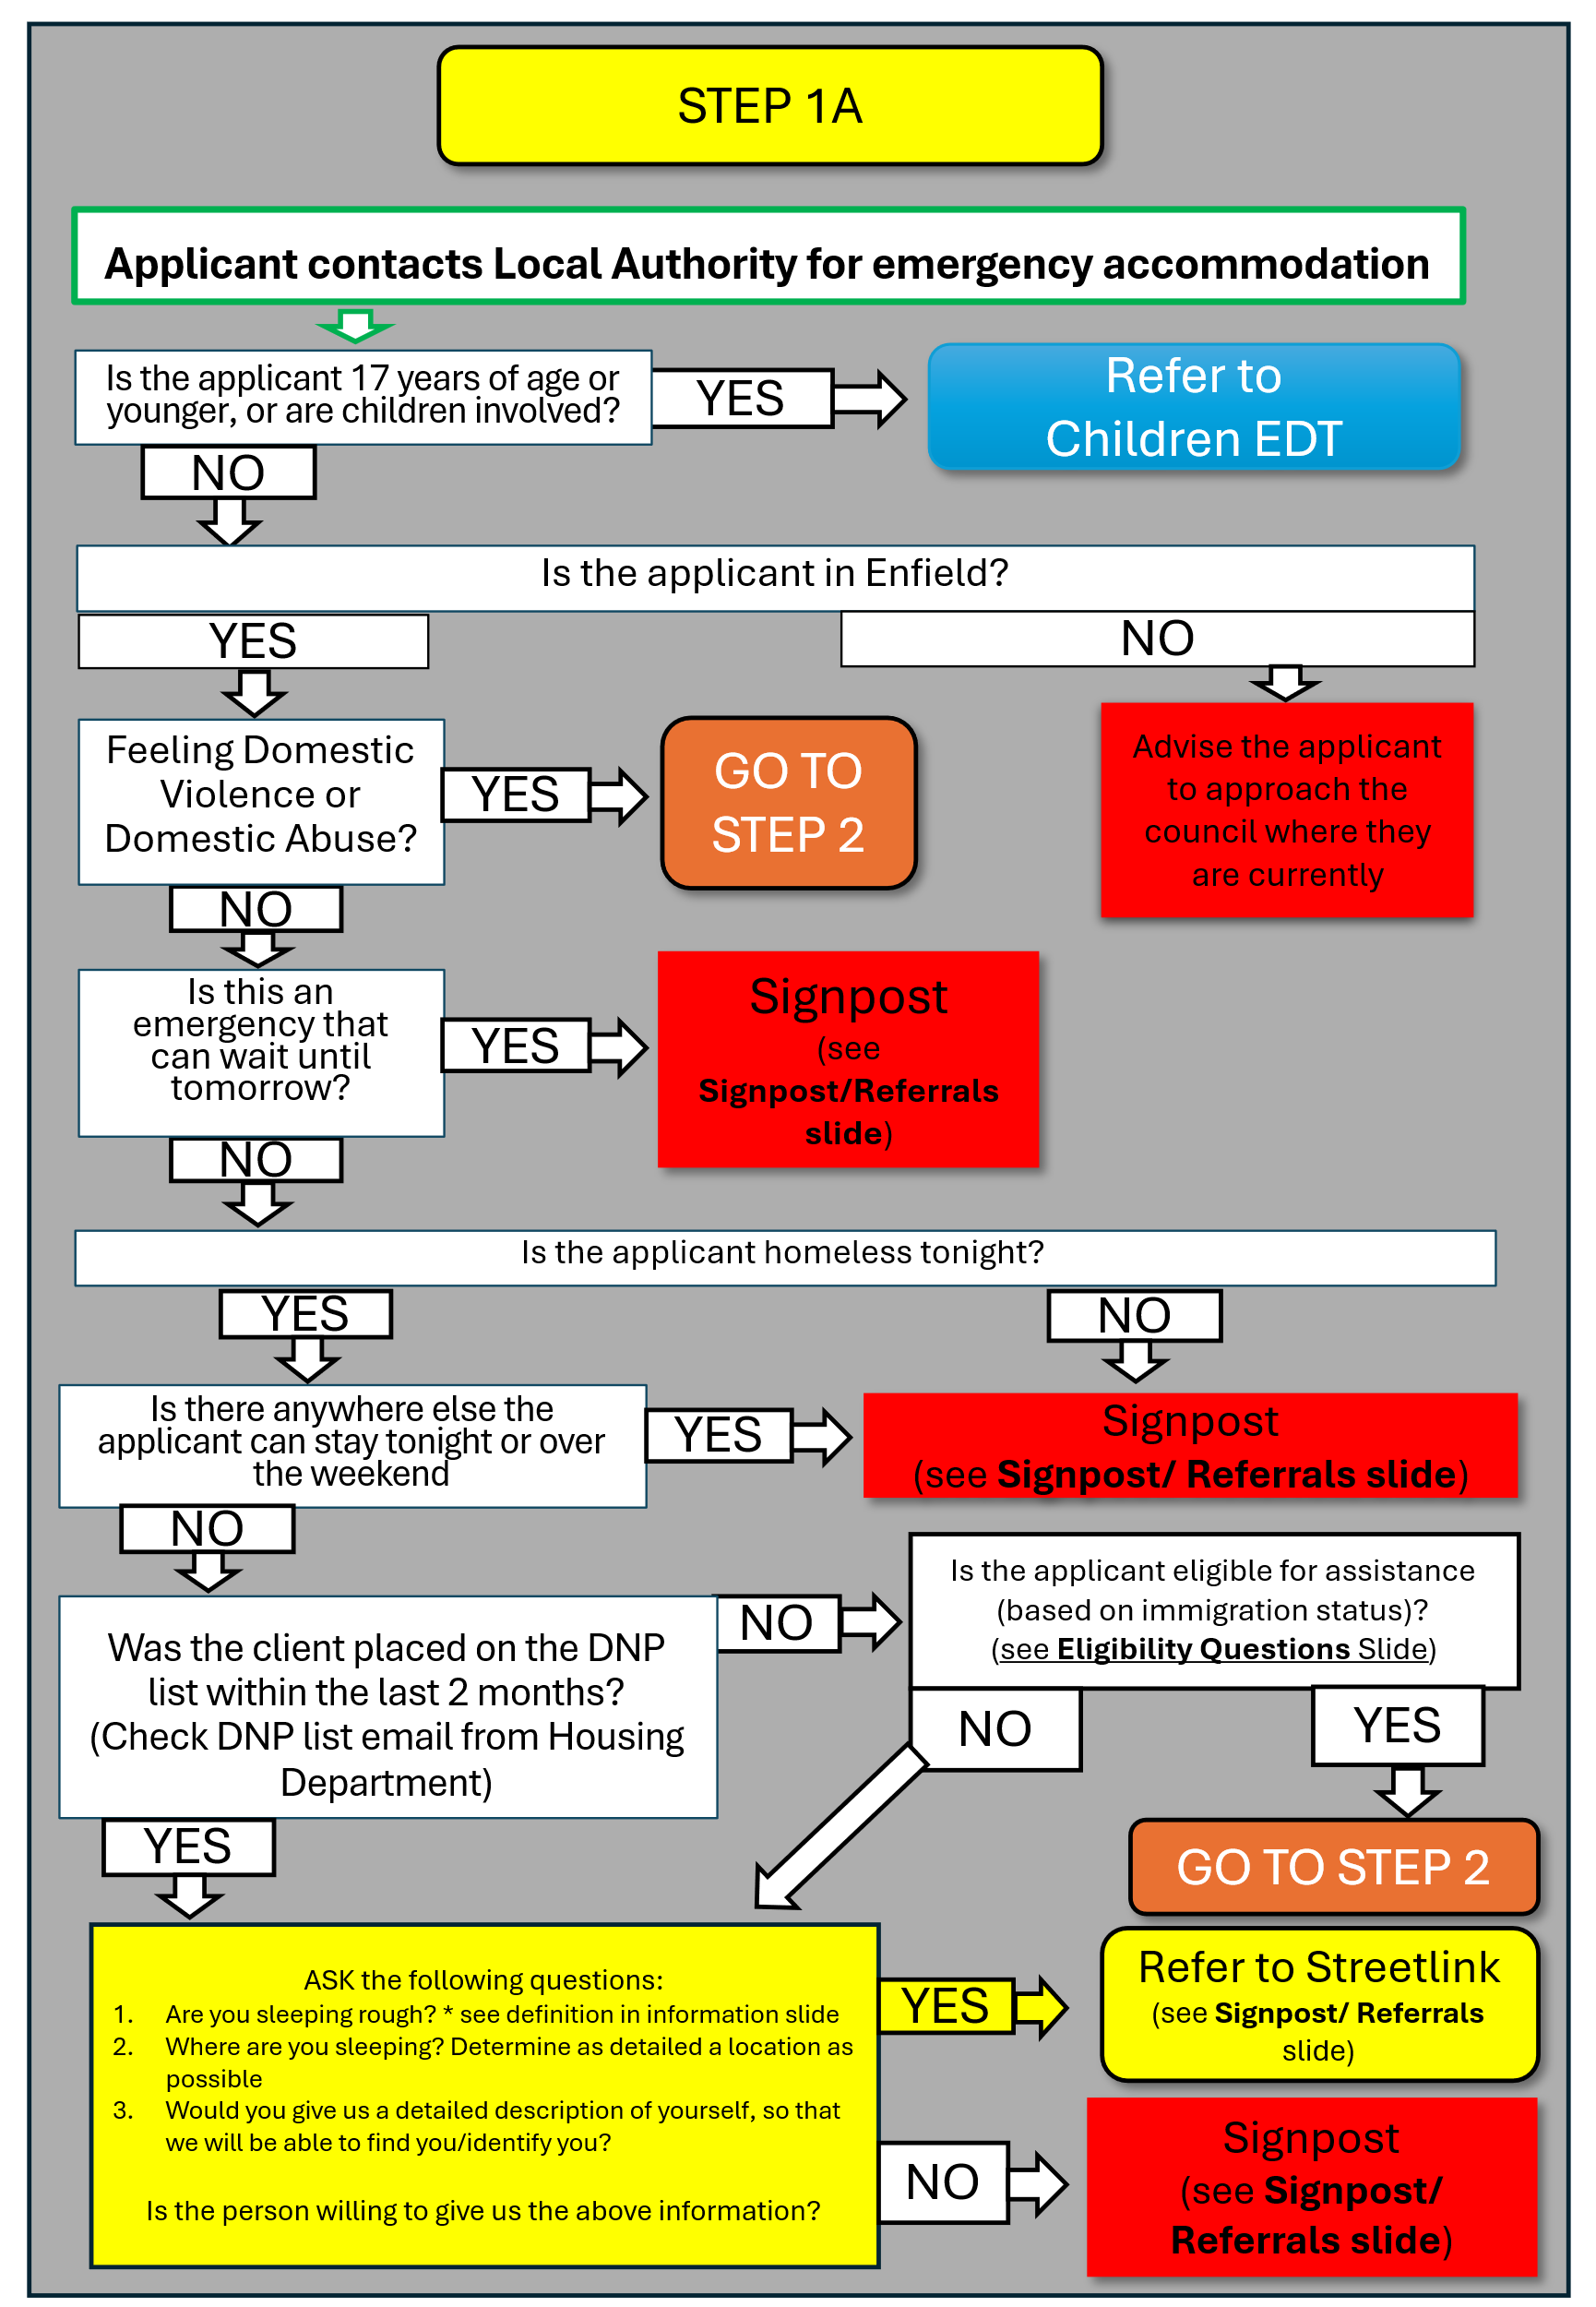 STEP 1A
Applicant contacts Local Authority for emergency accommodation
Is the applicant 17 years of age or
younger, or are children involved?
YES
Refer to
Children EDT
NO
Is the applicant in Enfield?
YES
NO
Feeling Domestic
Violence or
Domestic Abuse?
YES
GO TO
STEP 2
Advise the applicant
to approach the
council where they
are currently
NO
Is this an
emergency that
can wait until
tomorrow?
YES
Signpost
(see
Signpost/Referrals
slide)
NO
Is the applicant homeless tonight?
YES
NO
Is there anywhere else the
applicant can stay tonight or over
the weekend
YES
Signpost
(see Signpost/ Referrals slide)
NO
Was the client placed on the DNP
list within the last 2 months?
(Check DNP list email from Housing
Department)
NO
Is the applicant eligible for assistance
(based on immigration status)?
(see Eligibility Questions Slide)
NO
YES
GO TO STEP 2
YES
ASK the following questions:
1. Are you sleeping rough? * see definition in information slide
2. Where are you sleeping? Determine as detailed a location as
possible
3. Would you give us a detailed description of yourself, so that
we will be able to find you/identify you?
Is the person willing to give us the above information?
YES
Refer to Streetlink
(see Signpost/ Referrals
slide)
NO
Signpost
(see Signpost/
Referrals slide)